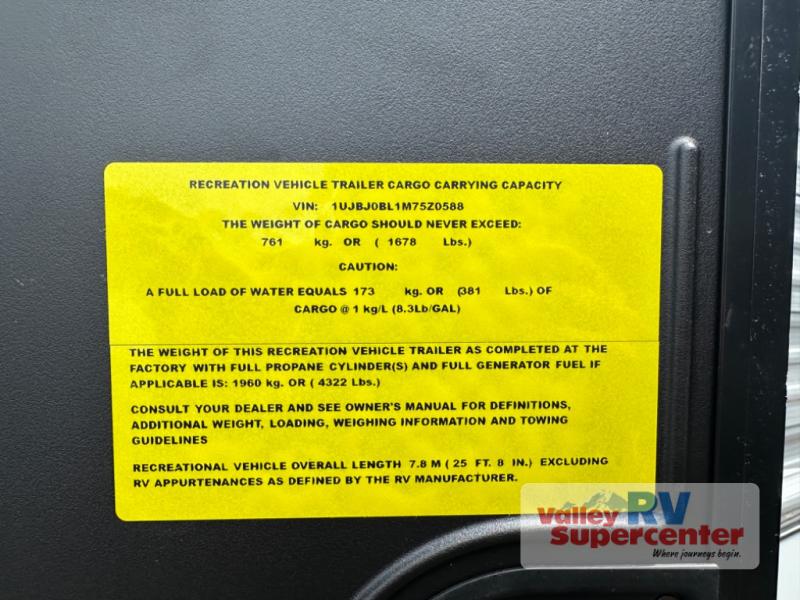 RECREATION VEHICLE TRAILER CARGO CARRYING CAPACITY
VIN: 1UJBJ0BL1M75Z0588
THE WEIGHT OF CARGO SHOULD NEVER EXCEED:
761 kg. OR ( 1678 Lbs.)
CAUTION:
A FULL LOAD OF WATER EQUALS 173 kg. OR (381 Lbs.) OF
CARGO @ 1 kg/L (8.3Lb/GAL)
THE WEIGHT OF THIS RECREATION VEHICLE TRAILER AS COMPLETED AT THE
FACTORY WITH FULL PROPANE CYLINDER(S) AND FULL GENERATOR FUEL IF
APPLICABLE IS: 1960 kg. OR ( 4322 Lbs.)
CONSULT YOUR DEALER AND SEE OWNER'S MANUAL FOR DEFINITIONS,
ADDITIONAL WEIGHT, LOADING, WEIGHING INFORMATION AND TOWING
GUIDELINES
RECREATIONAL VEHICLE OVERALL LENGTH 7.8 M ( 25 FT. 8 IN.) EXCLUDING
RV APPURTENANCES AS DEFINED BY THE RV MANUFACTURER.
Valley RV
Supercenter
Where journeys begin.